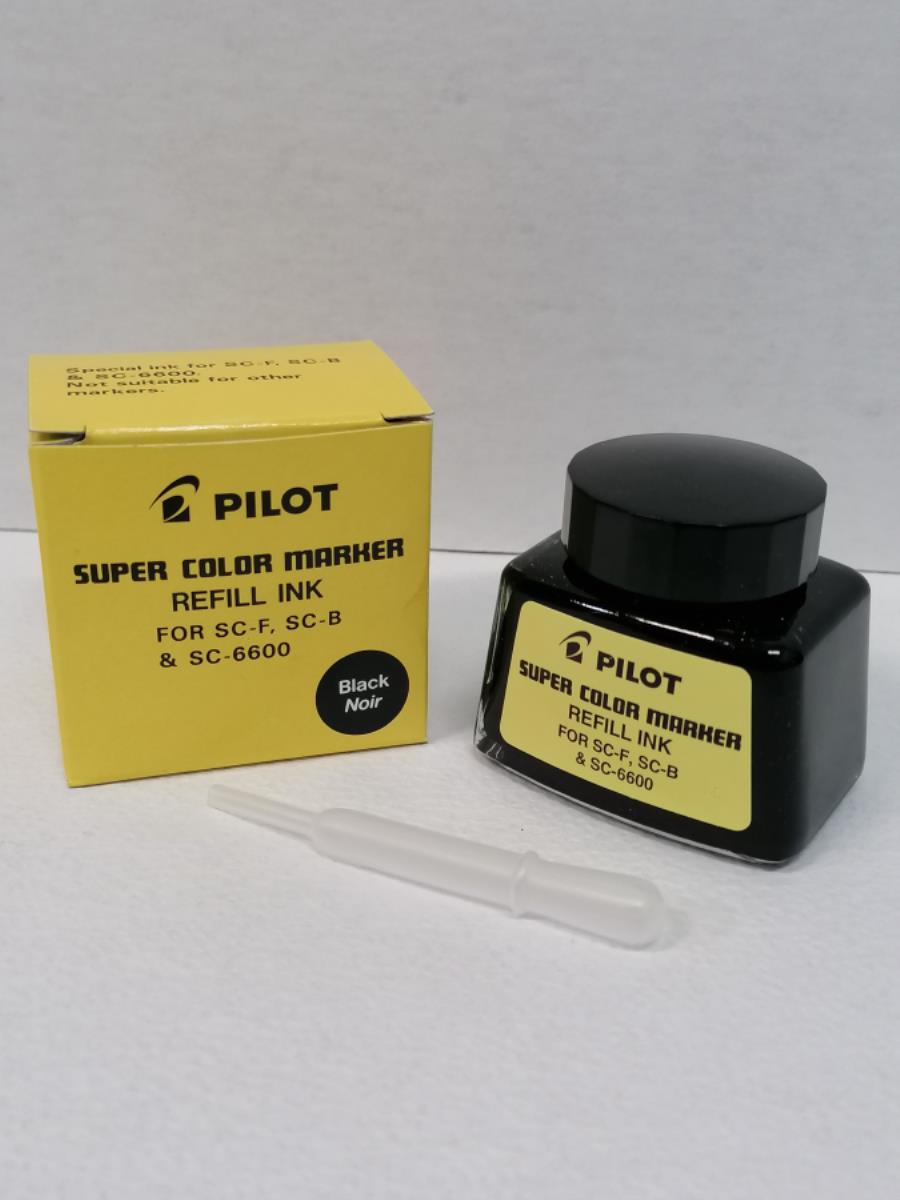 Special ink for SC-F, SC-B
& SC-6600.
Not suitable for other
markers.
PILOT
SUPER COLOR MARKER
REFILL INK
FOR SC-F, SC-B
& SC-6600
Black
Noir
PILOT
SUPER COLOR MARKER
REFILL INK
FOR SC-F, SC-B
& SC-6600